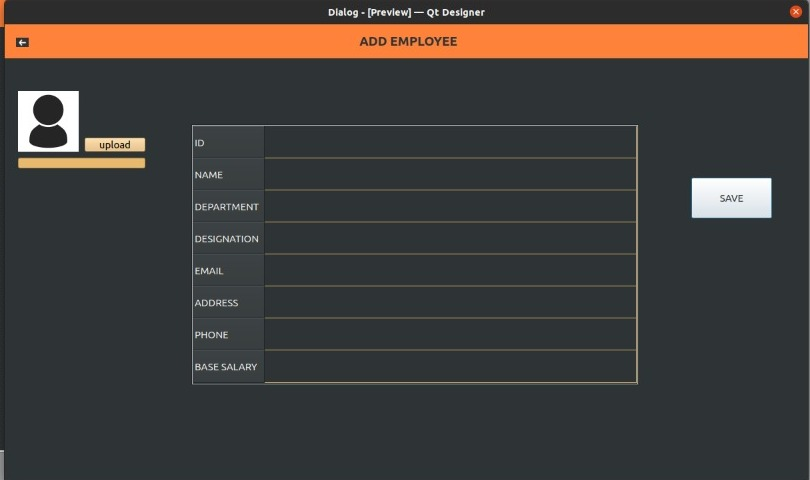 Dialog - [Preview] — Qt Designer
ADD EMPLOYEE
upload
ID
NAME
DEPARTMENT
DESIGNATION
EMAIL
ADDRESS
PHONE
BASE SALARY
SAVE